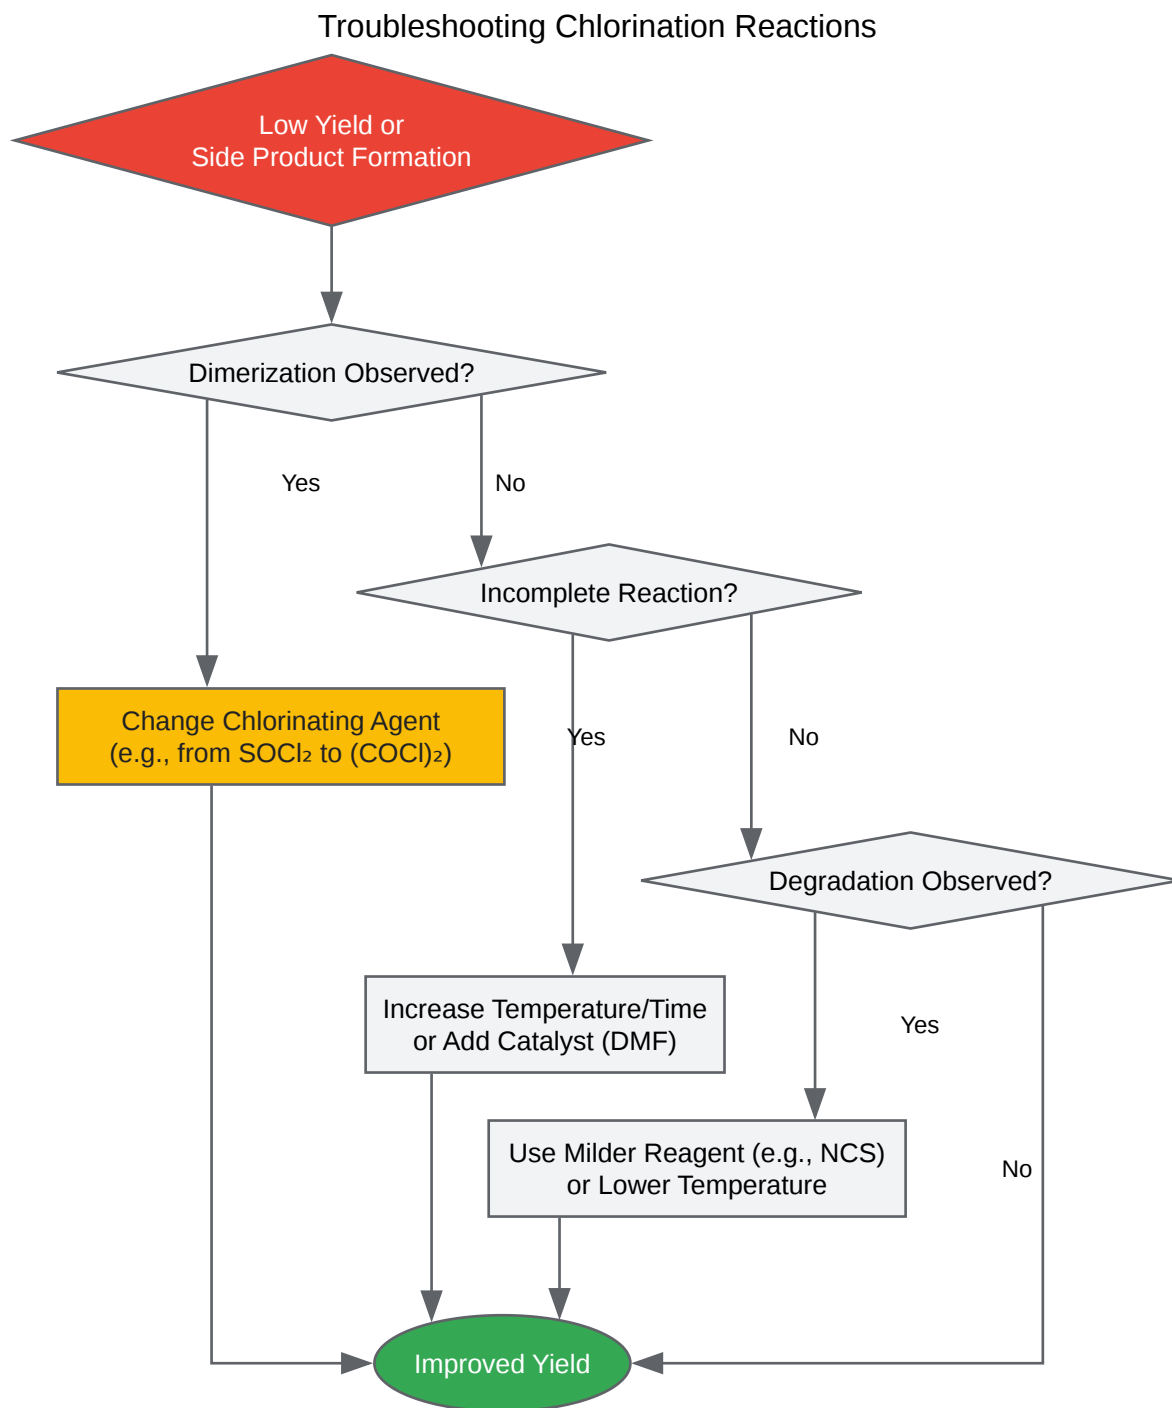 Troubleshooting Chlorination Reactions
Low Yield or
Side Product Formation
Dimerization Observed?
Yes
No
Incomplete Reaction?
Change Chlorinating Agent
(e.g., from SOCl₂ to (COCl)₂)
Yes
No
Degradation Observed?
Increase Temperature/Time
or Add Catalyst (DMF)
Yes
Use Milder Reagent (e.g., NCS)
or Lower Temperature
No
Improved Yield